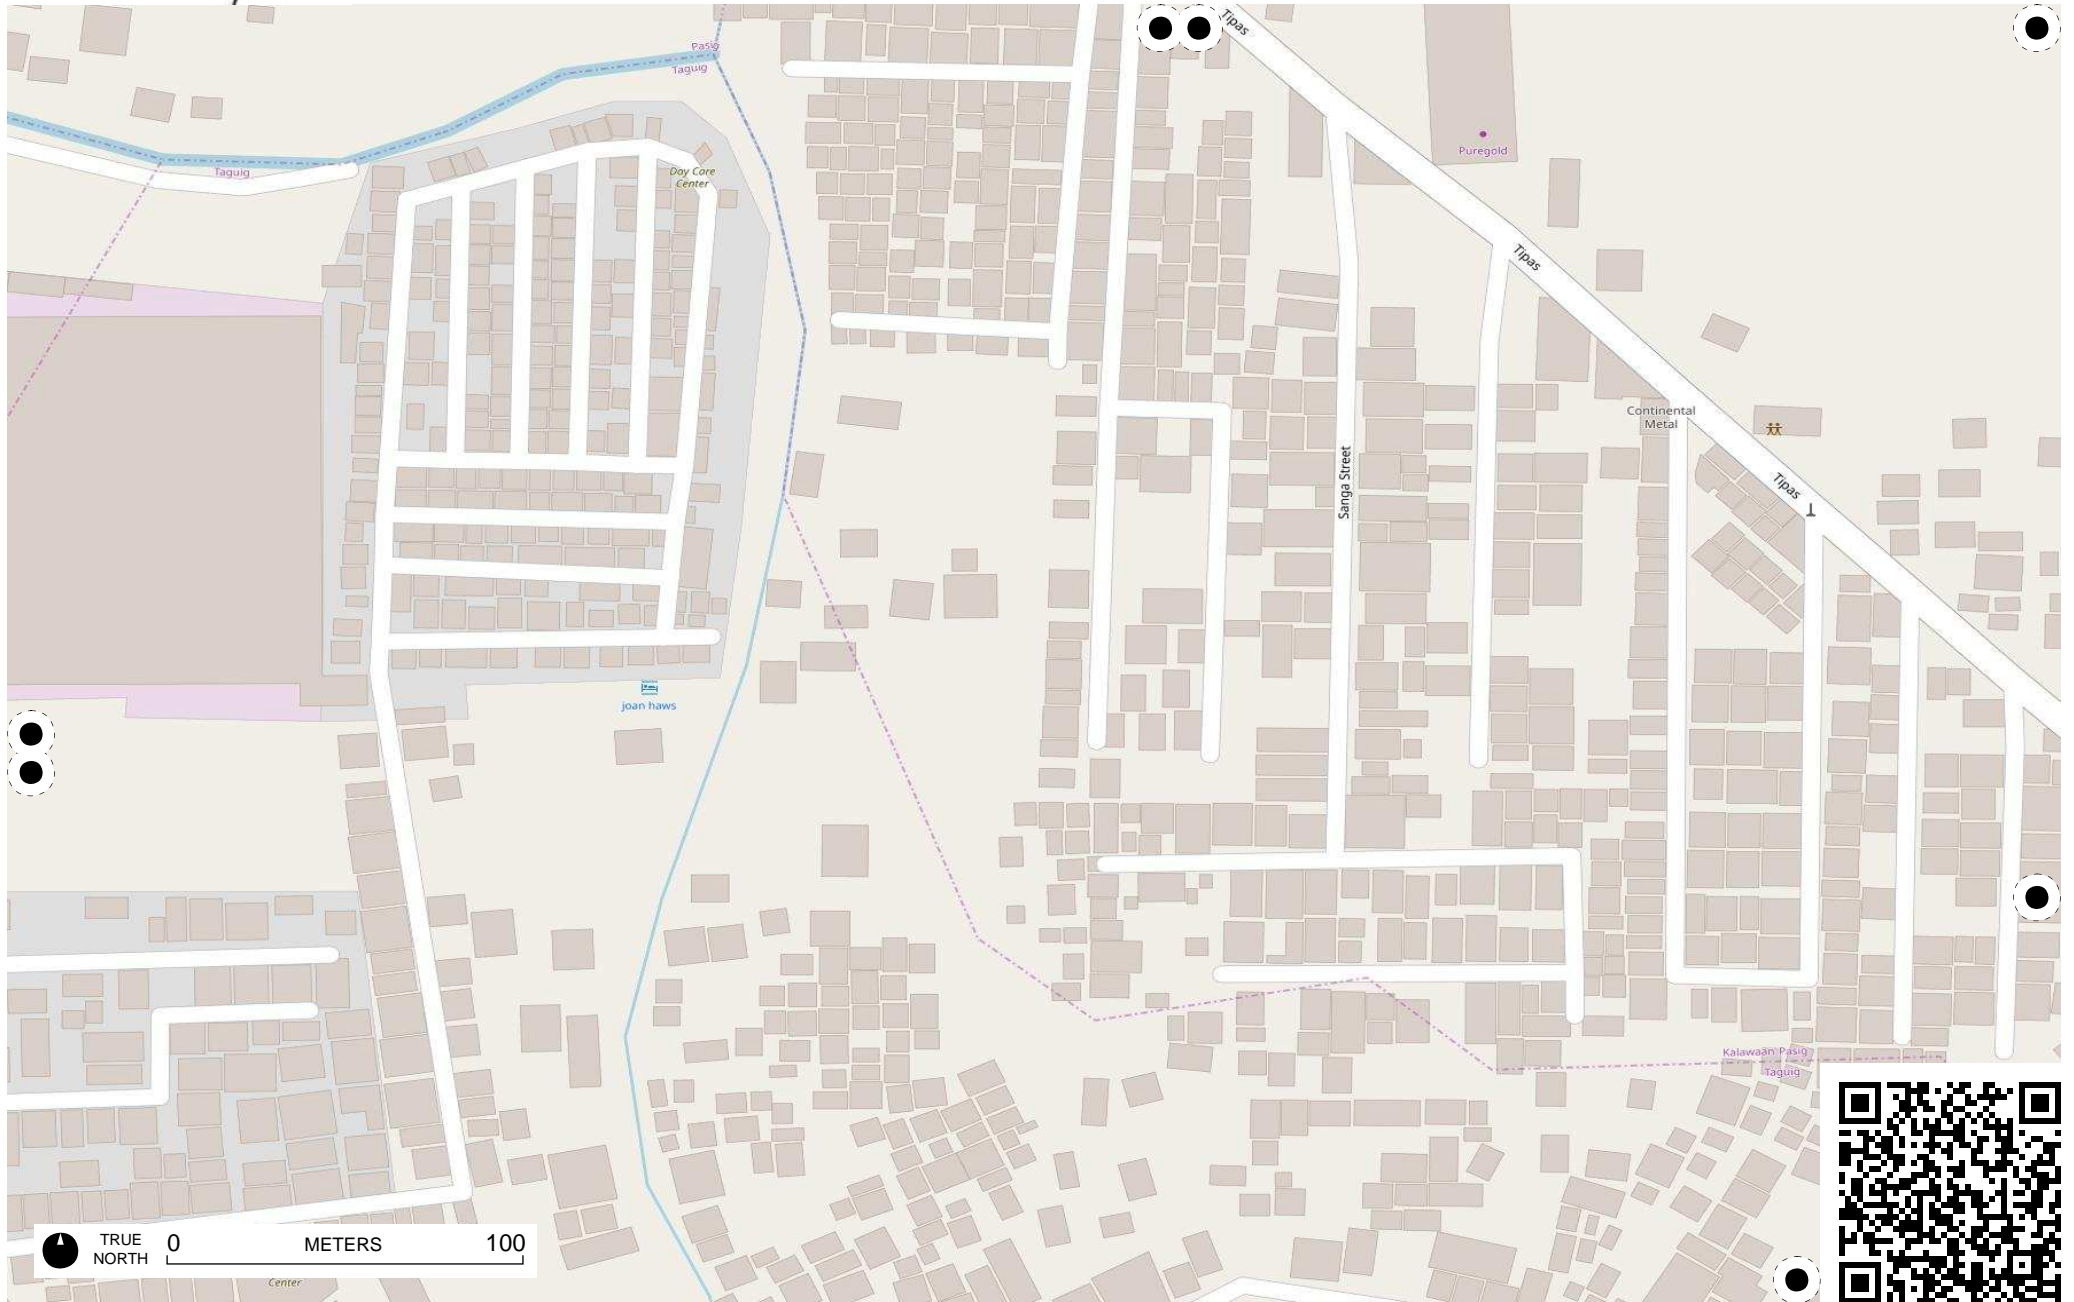 Pasig
Taguig
Tipas
Puregold
Taguig
Day Care
Center
Tipas
Continental
Metal
Sanga Street
Tipas
joan haws
Kalawaan Pasig
Taguig
TRUE
NORTH
0 METERS 100
Center